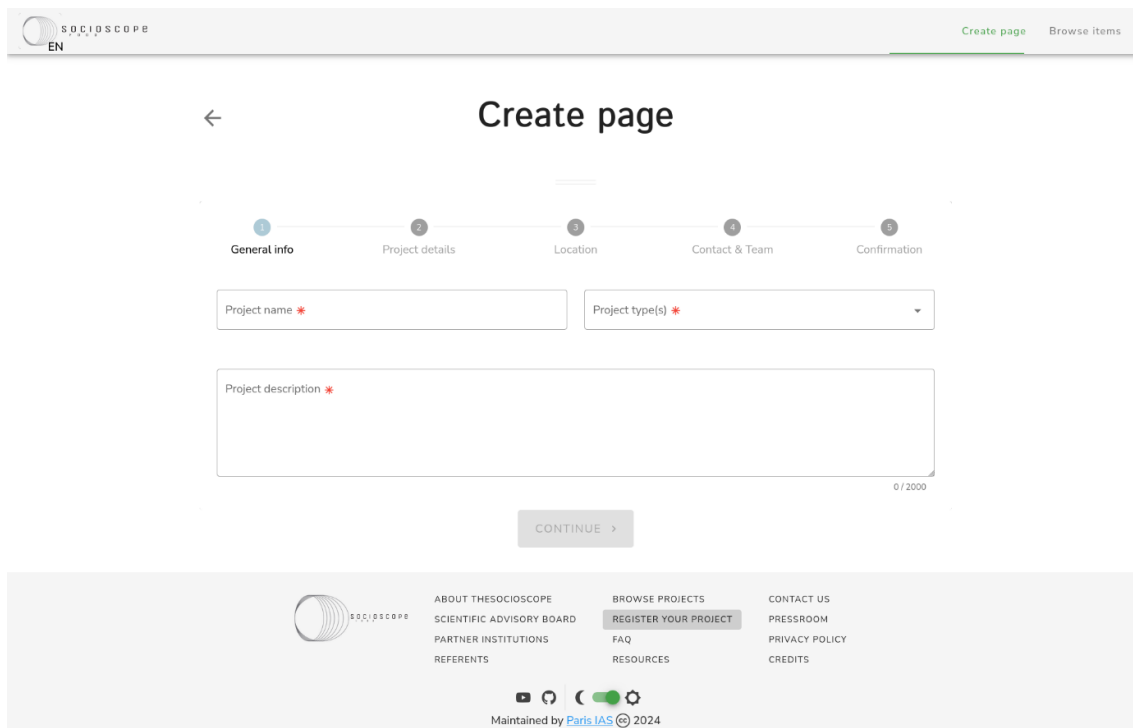 SOCIOSCOPE
FOOD
EN
Create page
Browse items
Create page
1
2
3
4
5
General info
Project details
Location
Contact & Team
Confirmation
Project name *
Project type(s) *
Project description *
0 / 2000
CONTINUE >
SOCIOSCOPE
FOOD
ABOUT THESOCIOSCOPE
SCIENTIFIC ADVISORY BOARD
PARTNER INSTITUTIONS
REFERENTS
BROWSE PROJECTS
REGISTER YOUR PROJECT
FAQ
RESOURCES
CONTACT US
PRESSROOM
PRIVACY POLICY
CREDITS
Maintained by Paris IAS cc 2024